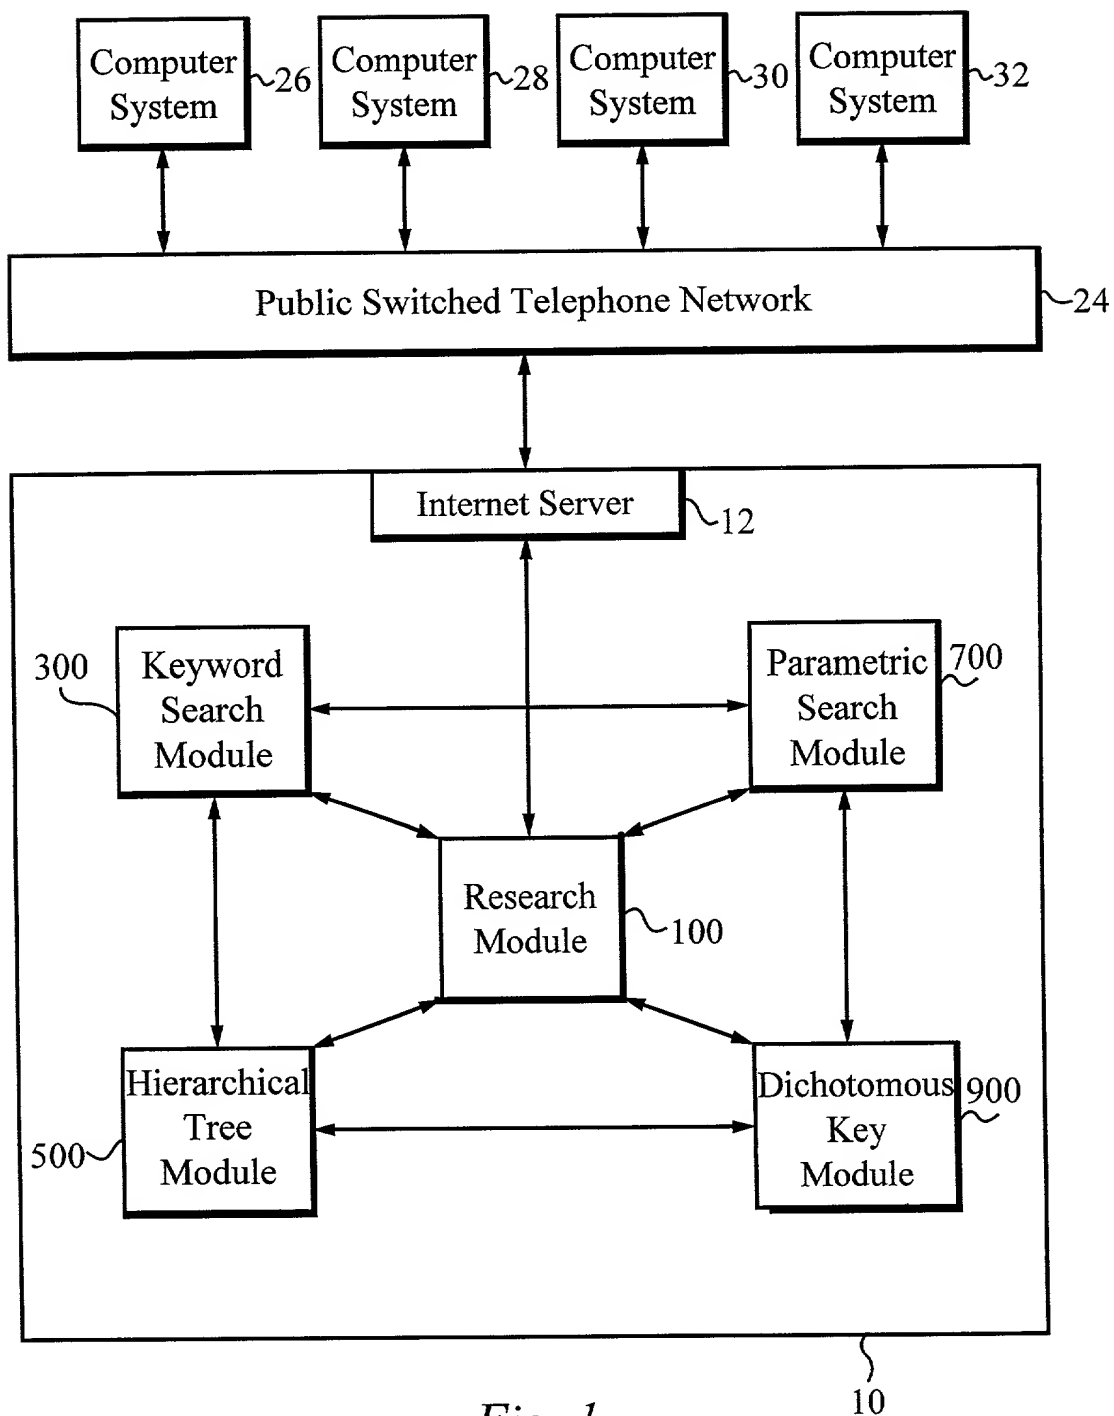 Computer
System
26
Computer
System
28
Computer
System
30
Computer
System
32
Public Switched Telephone Network
24
Internet Server
12
300
Keyword
Search
Module
Parametric
Search
Module
700
Research
Module
100
Hierarchical
Tree
Module
500
Dichotomous
Key
Module
900
10
Fig. 1